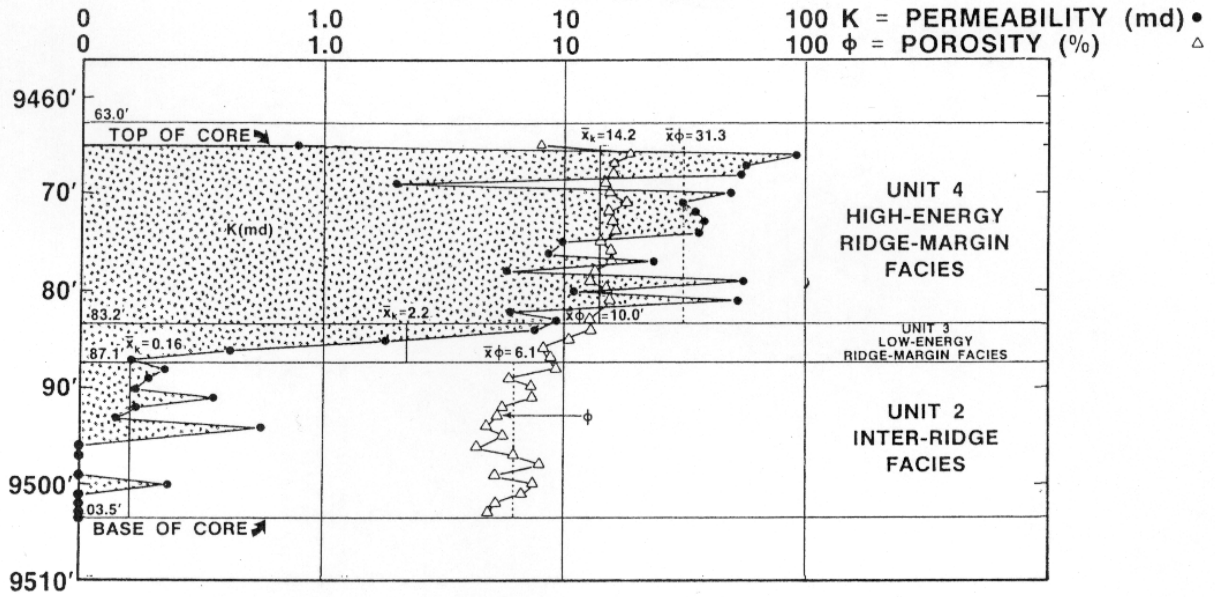 0 1.0 10 100 K = PERMEABILITY (md) ●
0 1.0 10 100 ϕ = POROSITY (%) △
9460'
63.0'
TOP OF CORE
x̄k=14.2 x̄ϕ=31.3
70'
UNIT 4
HIGH-ENERGY
RIDGE-MARGIN
FACIES
K(md)
80'
83.2' x̄k=2.2 x̄ϕ=10.0'
UNIT 3
LOW-ENERGY
RIDGE-MARGIN FACIES
87.1' x̄k=0.16 x̄ϕ=6.1
90'
ϕ
UNIT 2
INTER-RIDGE
FACIES
9500'
03.5'
BASE OF CORE
9510'